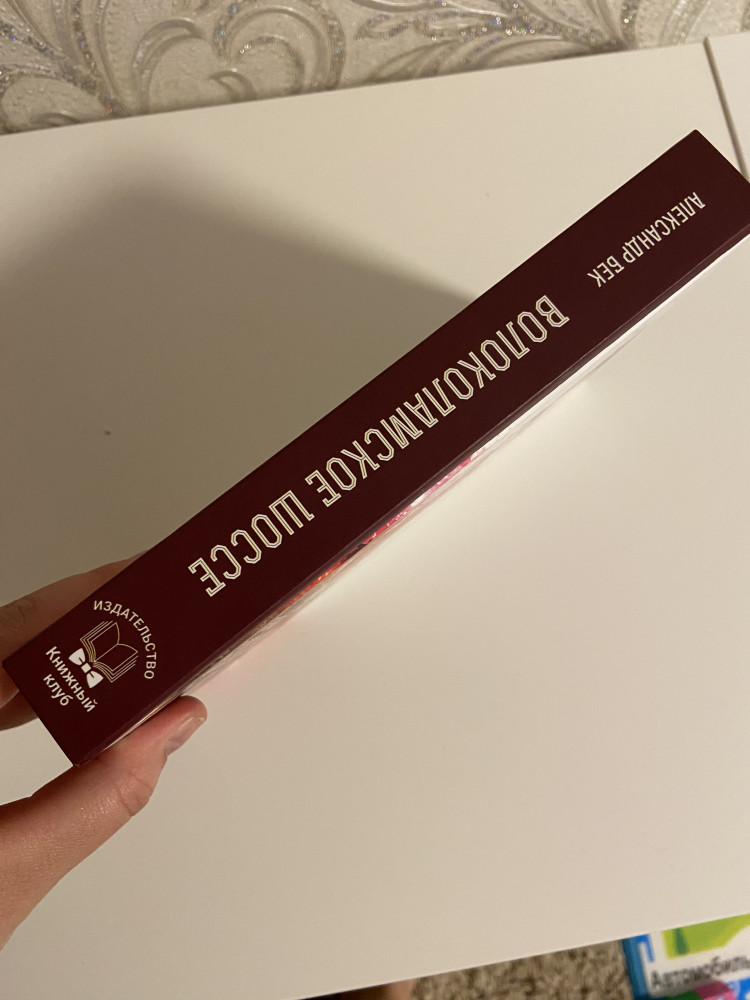 АЛЕКСАНДР БЕК
ВОЛОКОЛАМСКОЕ ШОССЕ
ИЗДАТЕЛЬСТВО
Книжный
клуб